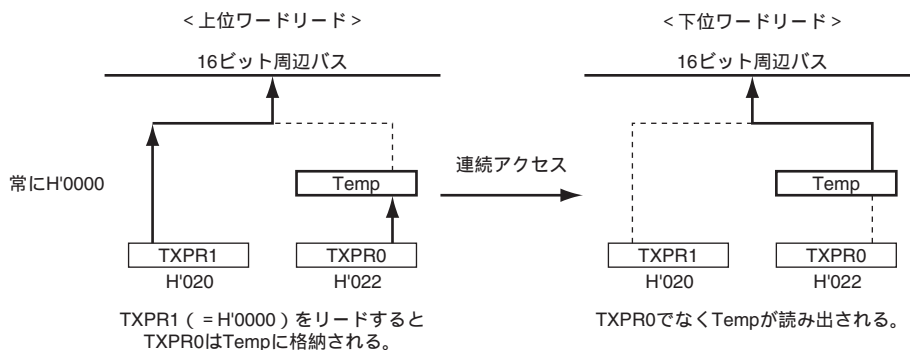 <上位ワードリード>
16ビット周辺バス
常にH'0000
Temp
TXPR1
TXPR0
H'020
H'022
TXPR1(=H'0000)をリードすると
TXPR0はTempに格納される。
連続アクセス
<下位ワードリード>
16ビット周辺バス
Temp
TXPR1
TXPR0
H'020
H'022
TXPR0でなくTempが読み出される。